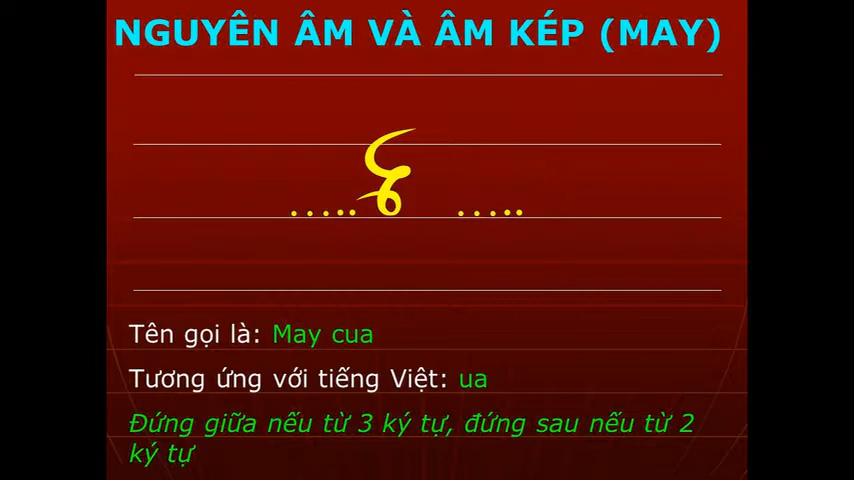 NGUYÊN ÂM VÀ ÂM KÉP (MAY)
..... .....
Tên gọi là: May cua
Tương ứng với tiếng Việt: ua
Đứng giữa nếu từ 3 ký tự, đứng sau nếu từ 2
ký tự